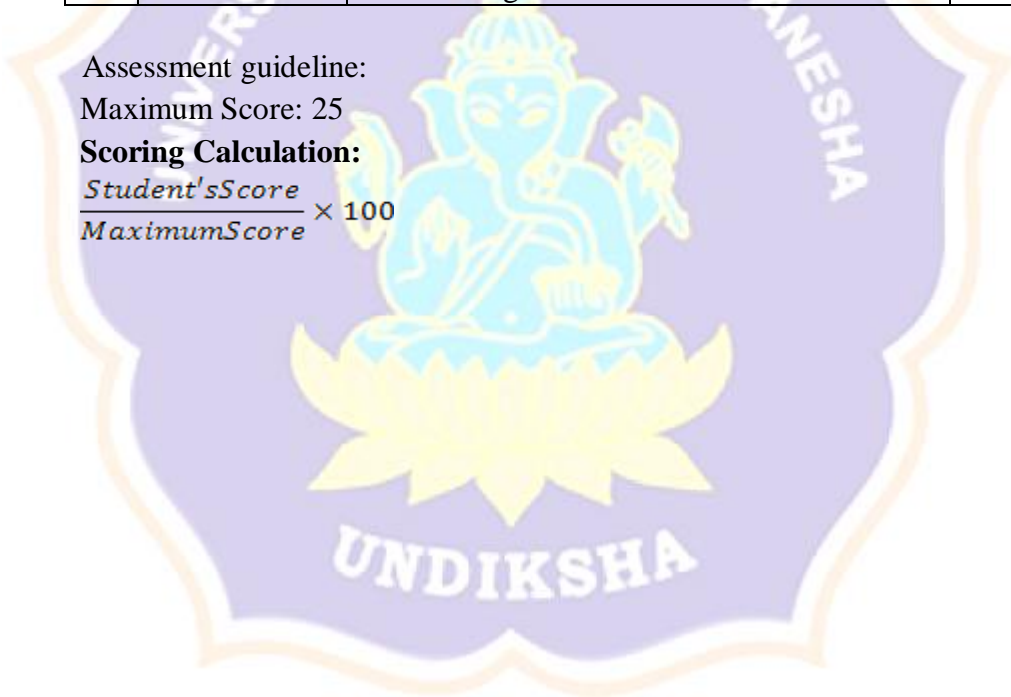 Assessment guideline:
Maximum Score: 25
Scoring Calculation:
Student'sScore
MaximumScore × 100
UNDIKSHA